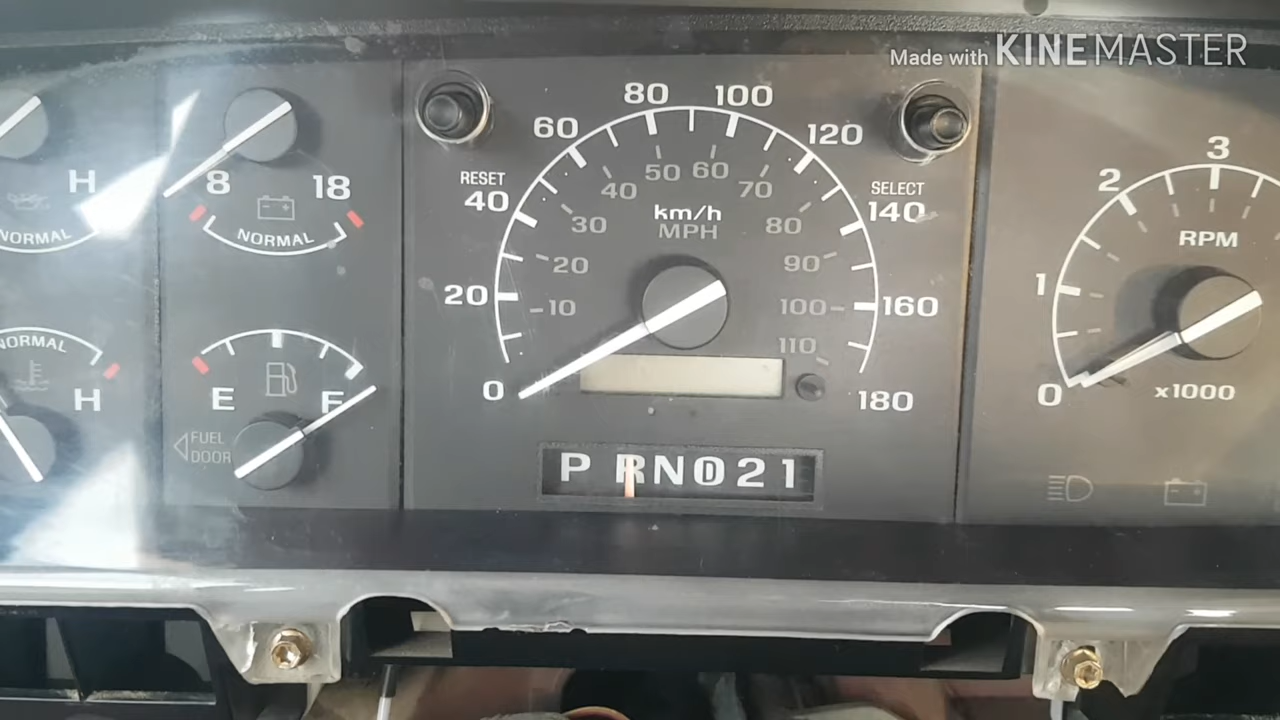 Made with KINEMASTER
H
NORMAL
8 18
NORMAL
NORMAL
H
E F
FUEL
DOOR
RESET
SELECT
0 20 40 60 80 100 120 140 160 180
km/h
MPH
10 20 30 40 50 60 70 80 90 100 110
P R N D 2 1
0 1 2 3
RPM
x1000